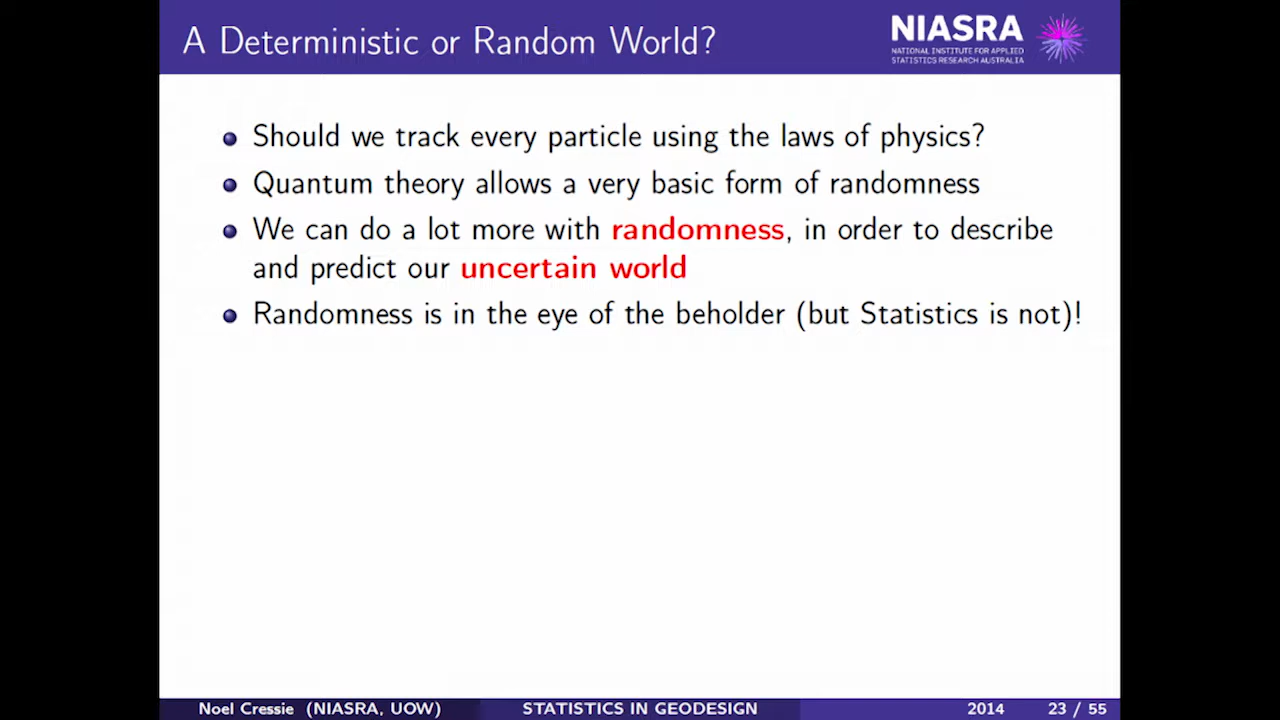 A Deterministic or Random World?
NIASRA
NATIONAL INSTITUTE FOR APPLIED
STATISTICS RESEARCH AUSTRALIA
Should we track every particle using the laws of physics?
Quantum theory allows a very basic form of randomness
We can do a lot more with randomness, in order to describe
and predict our uncertain world
Randomness is in the eye of the beholder (but Statistics is not)!
Noel Cressie (NIASRA, UOW) STATISTICS IN GEODESIGN 2014 23 / 55